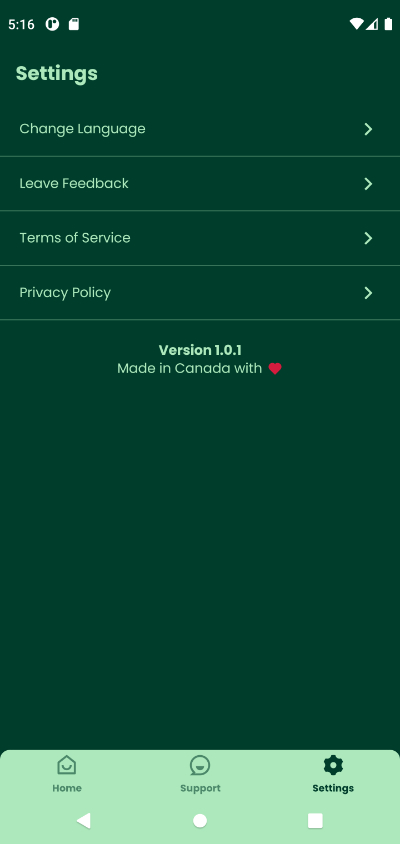 5:16
Settings
Change Language
Leave Feedback
Terms of Service
Privacy Policy
Version 1.0.1
Made in Canada with
Home
Support
Settings